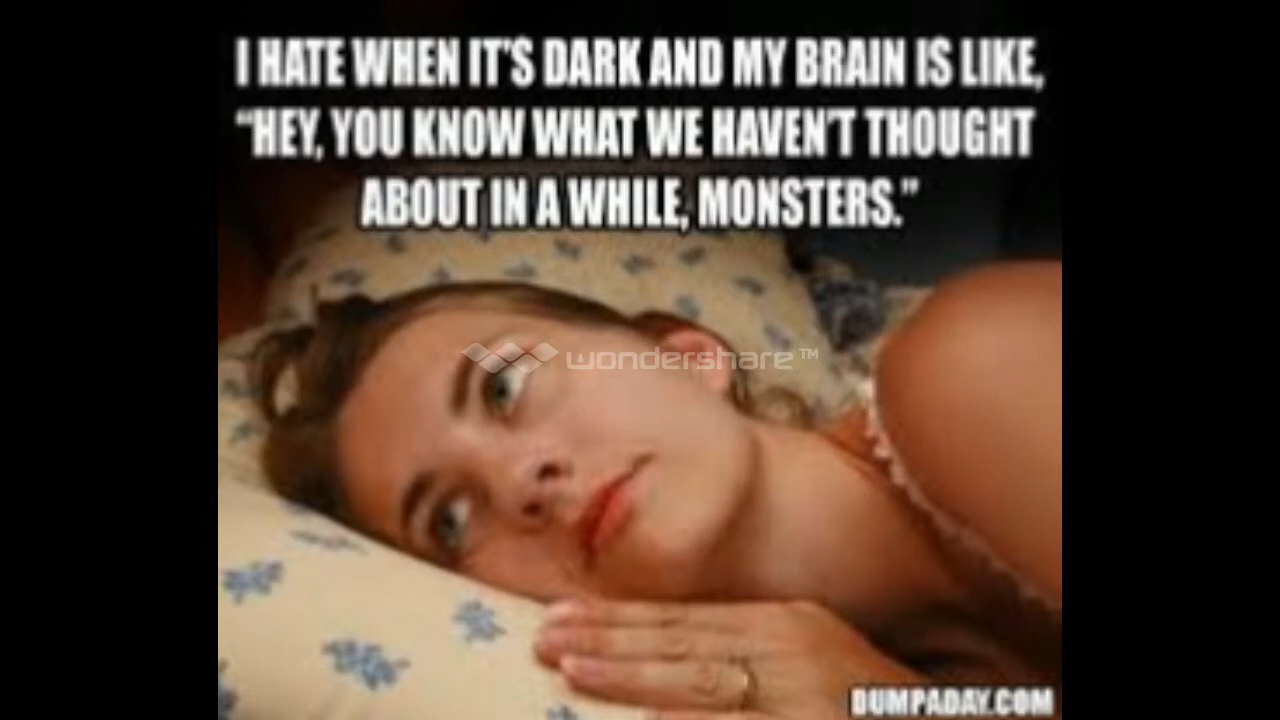 I HATE WHEN IT'S DARK AND MY BRAIN IS LIKE,
“HEY, YOU KNOW WHAT WE HAVEN'T THOUGHT
ABOUT IN A WHILE, MONSTERS.”
wondershare™
DUMPADAY.COM